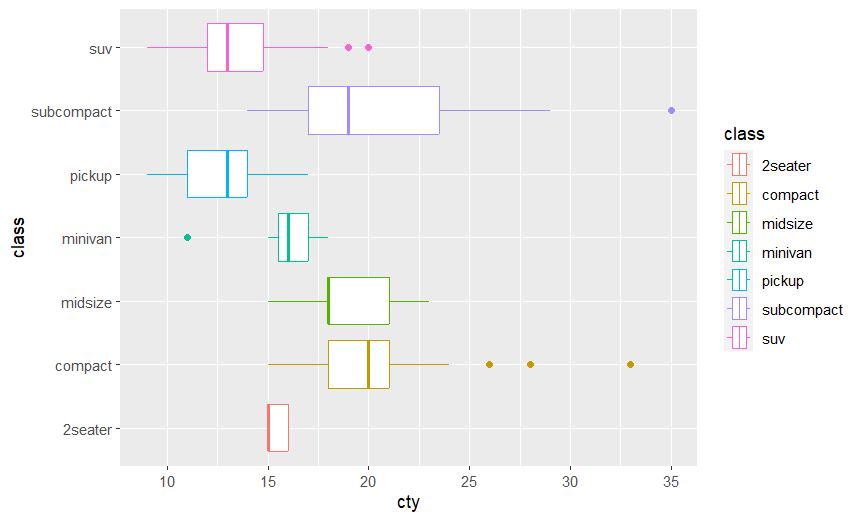 suv
subcompact
pickup
minivan
midsize
compact
2seater
class
10 15 20 25 30 35
cty
class
2seater
compact
midsize
minivan
pickup
subcompact
suv